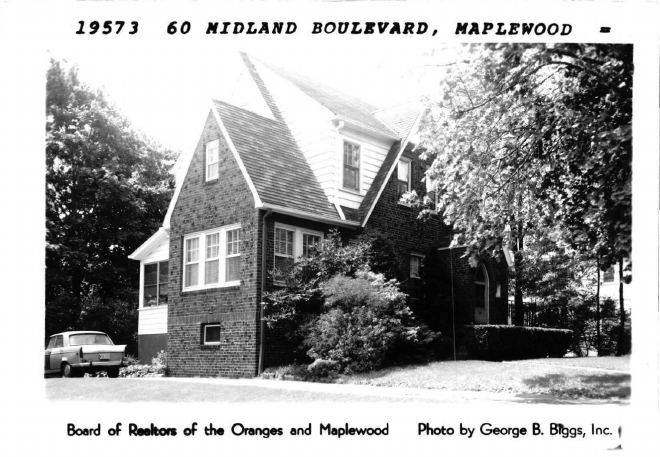 19573 60 MIDLAND BOULEVARD, MAPLEWOOD =
Board of Realtors of the Oranges and Maplewood Photo by George B. Biggs, Inc.